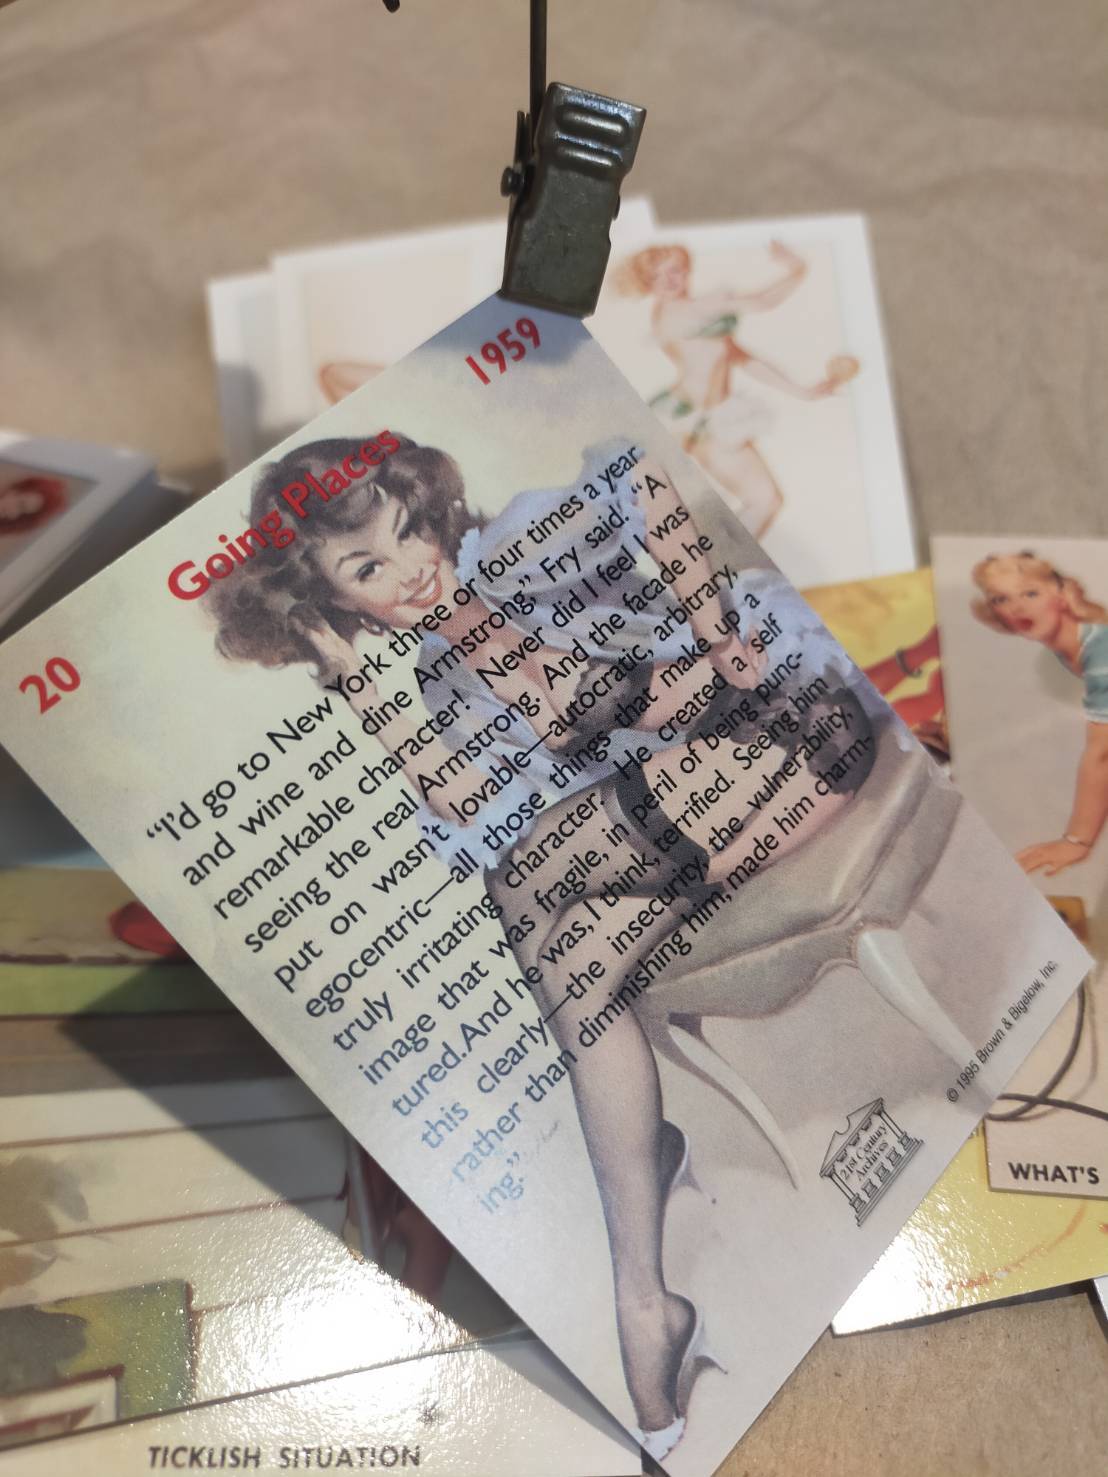 1959
Going Places
20
“I’d go to New York three or four times a year
and wine and dine Armstrong,” Fry said. “A
remarkable character! Never did I feel I was
seeing the real Armstrong. And the facade he
put on wasn’t lovable—autocratic, arbitrary,
egocentric—all those things that make up a
truly irritating character. He created a self
image that was fragile, in peril of being punc-
tured. And he was, I think, terrified. Seeing him
this clearly—the insecurity, the vulnerability,
rather than diminishing him, made him charm-
ing.”
© 1995 Brown & Bigelow, Inc.
21st Century
Archives
WHAT'S
TICKLISH SITUATION